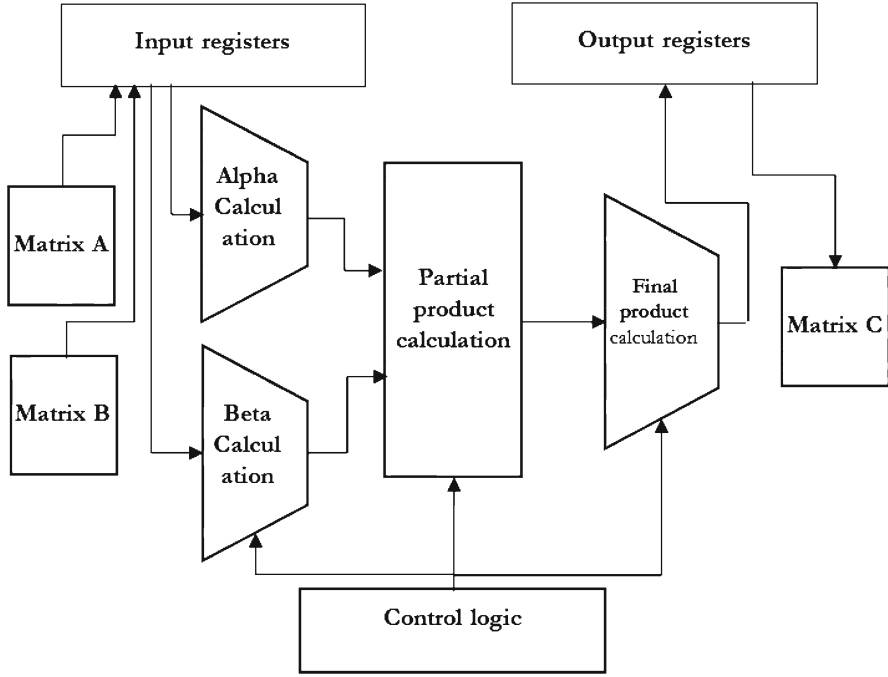 Input registers
Output registers
Alpha
Calcul
ation
Matrix A
Partial
product
calculation
Final
product
calculation
Matrix C
Matrix B
Beta
Calcul
ation
Control logic